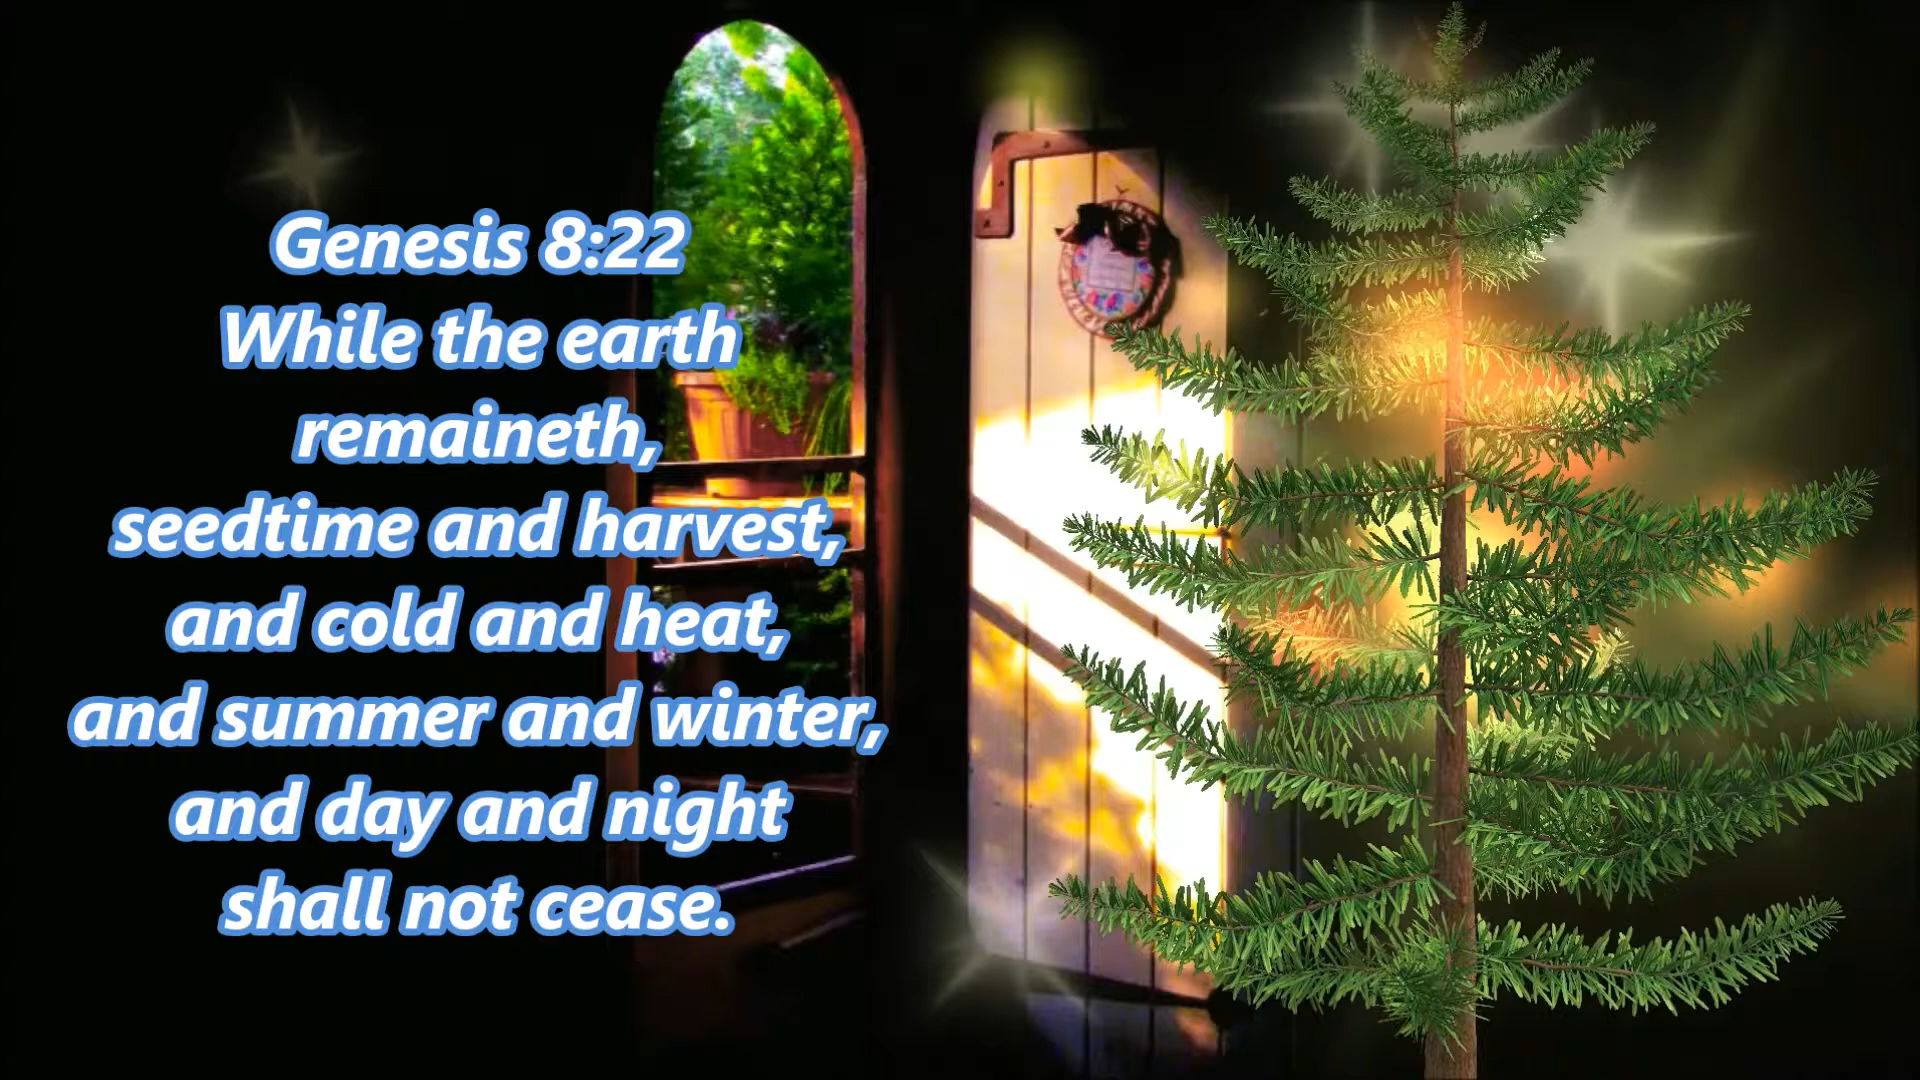 Genesis 8:22
While the earth
remaineth,
seedtime and harvest,
and cold and heat,
and summer and winter,
and day and night
shall not cease.